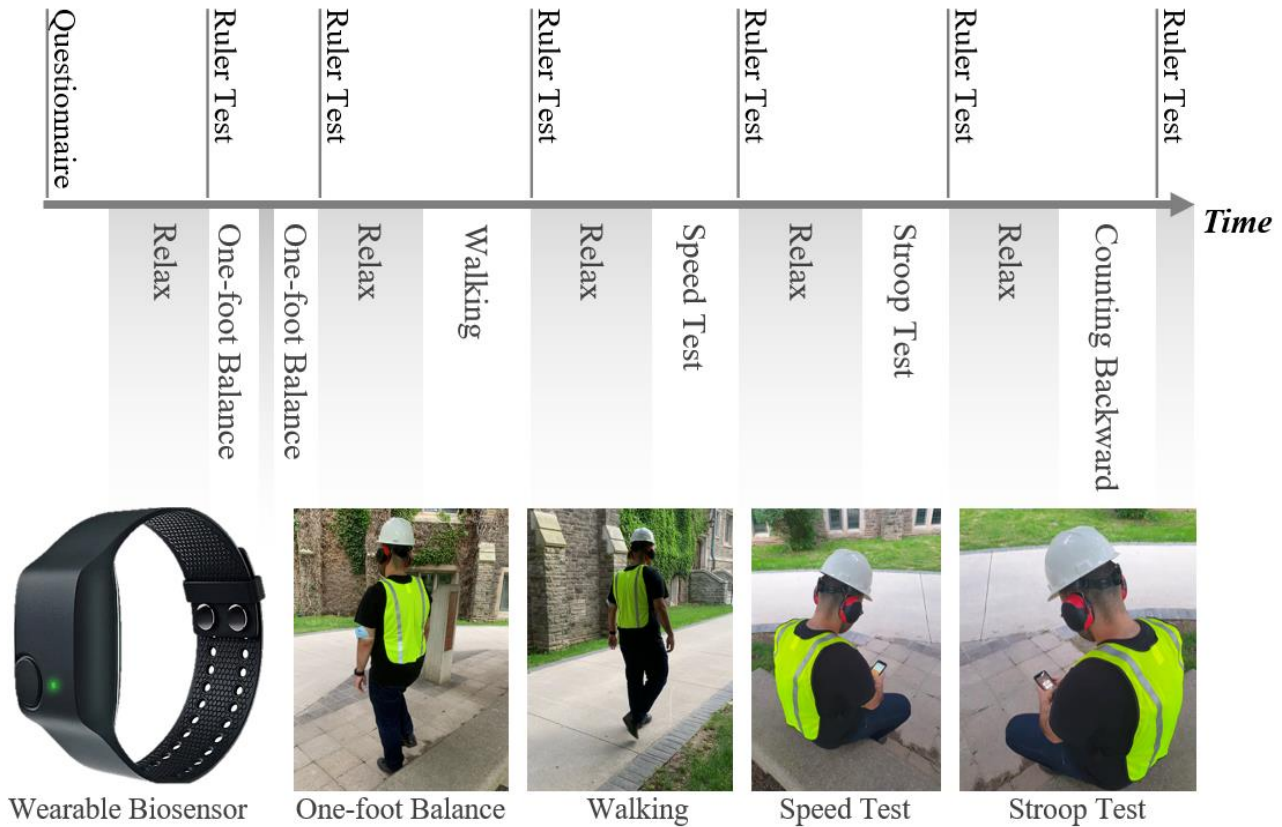 Questionnaire
Ruler Test
Ruler Test
Ruler Test
Ruler Test
Ruler Test
Ruler Test
Time
Relax
One-foot Balance
One-foot Balance
Relax
Walking
Relax
Speed Test
Relax
Stroop Test
Relax
Counting Backward
Wearable Biosensor
One-foot Balance
Walking
Speed Test
Stroop Test